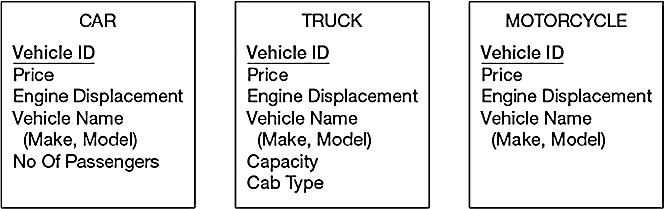 CAR
Vehicle ID
Price
Engine Displacement
Vehicle Name
(Make, Model)
No Of Passengers
TRUCK
Vehicle ID
Price
Engine Displacement
Vehicle Name
(Make, Model)
Capacity
Cab Type
MOTORCYCLE
Vehicle ID
Price
Engine Displacement
Vehicle Name
(Make, Model)